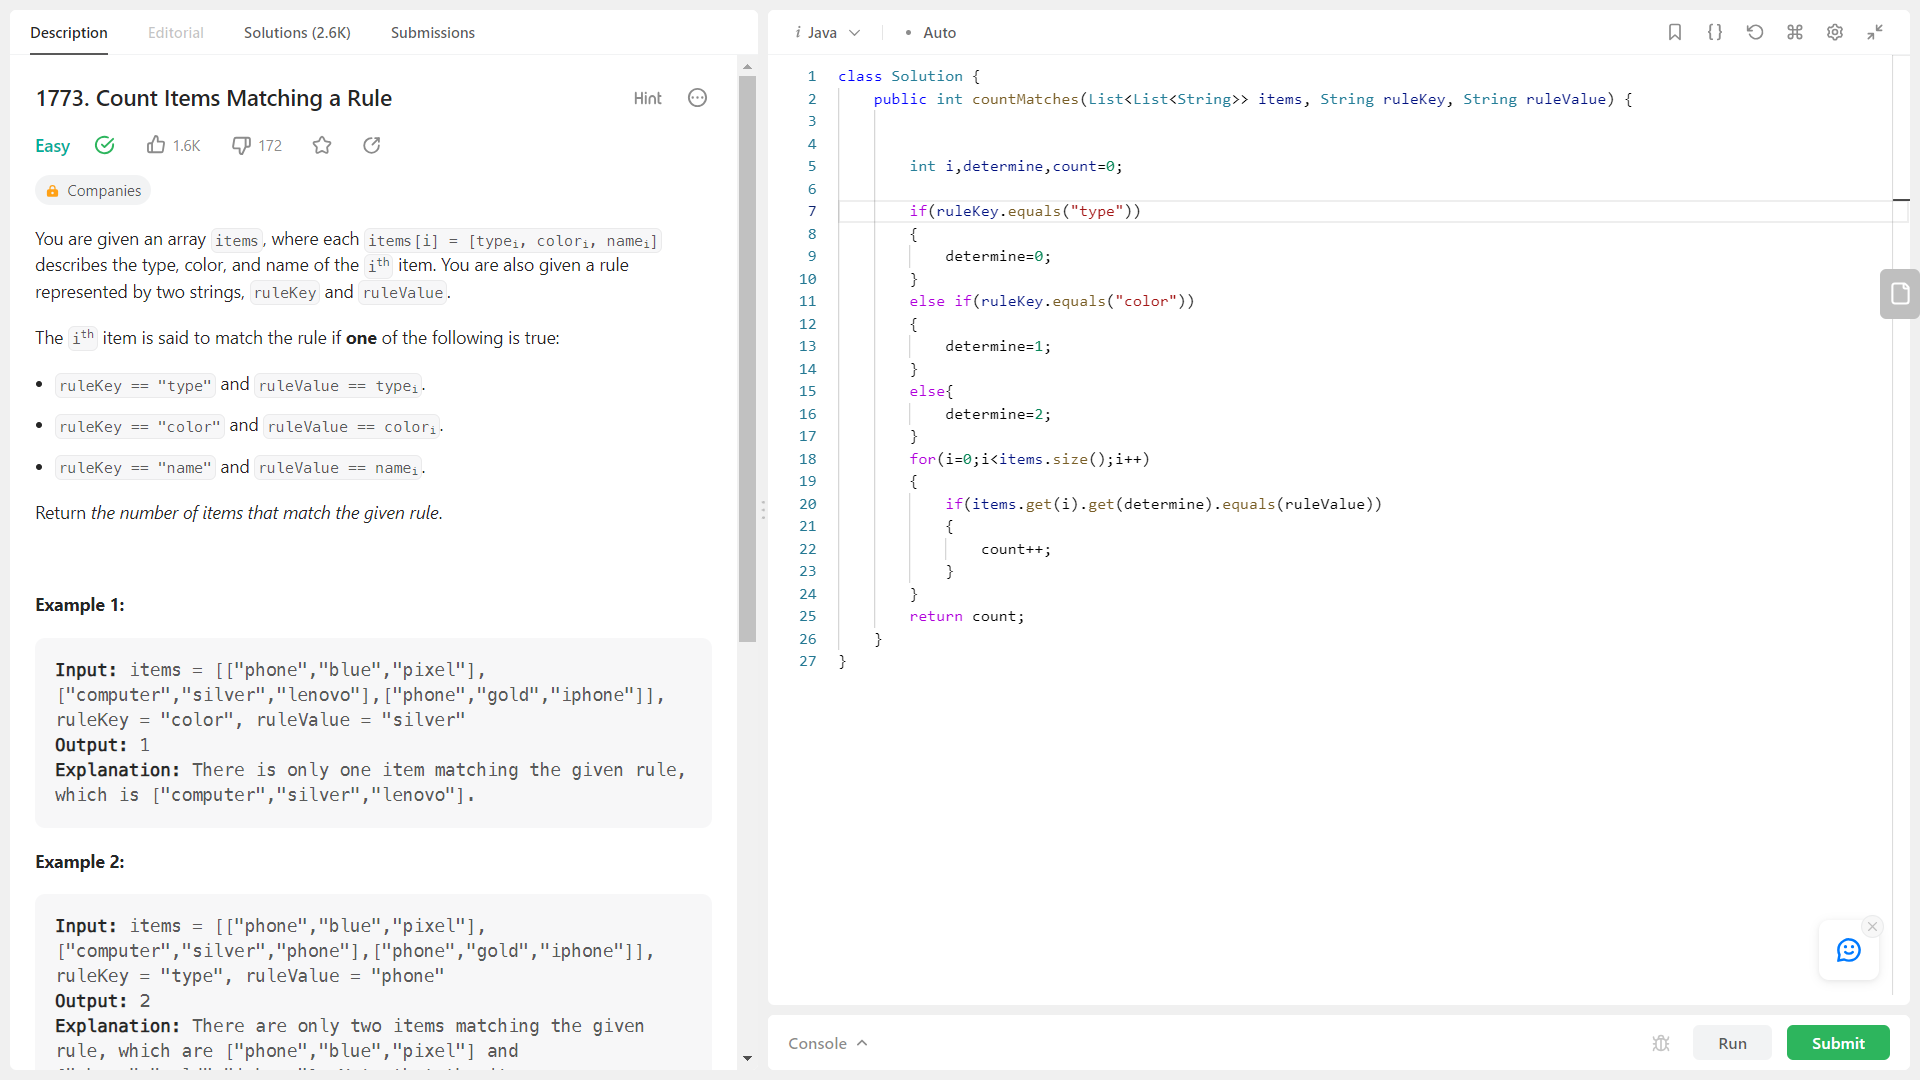 Description
Editorial
Solutions (2.6K)
Submissions
1773. Count Items Matching a Rule
Hint
Easy
1.6K
172
Companies
You are given an array items, where each items[i] = [typeᵢ, colorᵢ, nameᵢ]
describes the type, color, and name of the iᵗʰ item. You are also given a rule
represented by two strings, ruleKey and ruleValue.
The iᵗʰ item is said to match the rule if one of the following is true:
• ruleKey == "type" and ruleValue == typeᵢ.
• ruleKey == "color" and ruleValue == colorᵢ.
• ruleKey == "name" and ruleValue == nameᵢ.
Return the number of items that match the given rule.
Example 1:
Input: items = [["phone","blue","pixel"],
["computer","silver","lenovo"],["phone","gold","iphone"]],
ruleKey = "color", ruleValue = "silver"
Output: 1
Explanation: There is only one item matching the given rule,
which is ["computer","silver","lenovo"].
Example 2:
Input: items = [["phone","blue","pixel"],
["computer","silver","phone"],["phone","gold","iphone"]],
ruleKey = "type", ruleValue = "phone"
Output: 2
Explanation: There are only two items matching the given
rule, which are ["phone","blue","pixel"] and
i Java
• Auto
1 class Solution {
2     public int countMatches(List<List<String>> items, String ruleKey, String ruleValue) {
3
4
5         int i,determine,count=0;
6
7         if(ruleKey.equals("type"))
8         {
9             determine=0;
10         }
11         else if(ruleKey.equals("color"))
12         {
13             determine=1;
14         }
15         else{
16             determine=2;
17         }
18         for(i=0;i<items.size();i++)
19         {
20             if(items.get(i).get(determine).equals(ruleValue))
21             {
22                 count++;
23             }
24         }
25         return count;
26     }
27 }
Console
Run
Submit